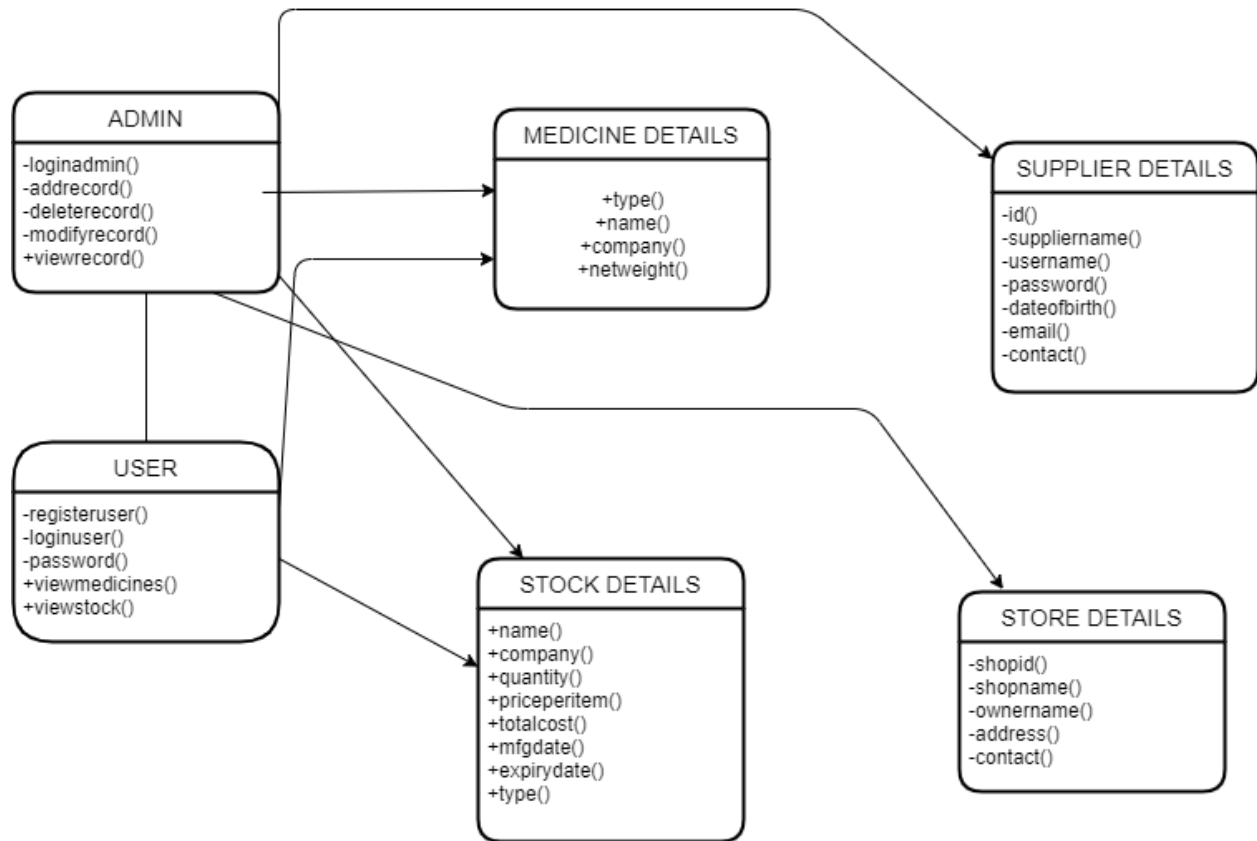 ADMIN
-loginadmin()
-addrecord()
-deleterecord()
-modifyrecord()
+viewrecord()
MEDICINE DETAILS
+type()
+name()
+company()
+netweight()
SUPPLIER DETAILS
-id()
-suppliername()
-username()
-password()
-dateofbirth()
-email()
-contact()
USER
-registeruser()
-loginuser()
-password()
+viewmedicines()
+viewstock()
STOCK DETAILS
+name()
+company()
+quantity()
+priceperitem()
+totalcost()
+mfgdate()
+expirydate()
+type()
STORE DETAILS
-shopid()
-shopname()
-ownername()
-address()
-contact()